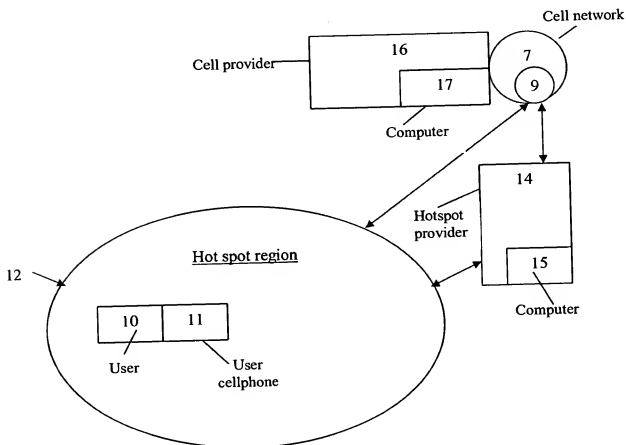 Cell network
16
7
Cell provider
17
9
Computer
14
Hotspot
provider
Hot spot region
12
15
10
11
Computer
User
User
cellphone